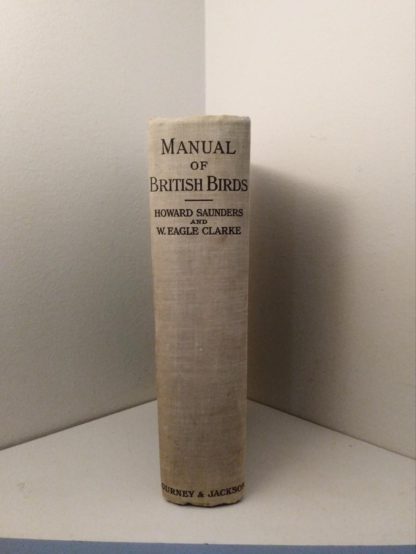 MANUAL
OF
BRITISH BIRDS
HOWARD SAUNDERS
AND
W. EAGLE CLARKE
GURNEY & JACKSON